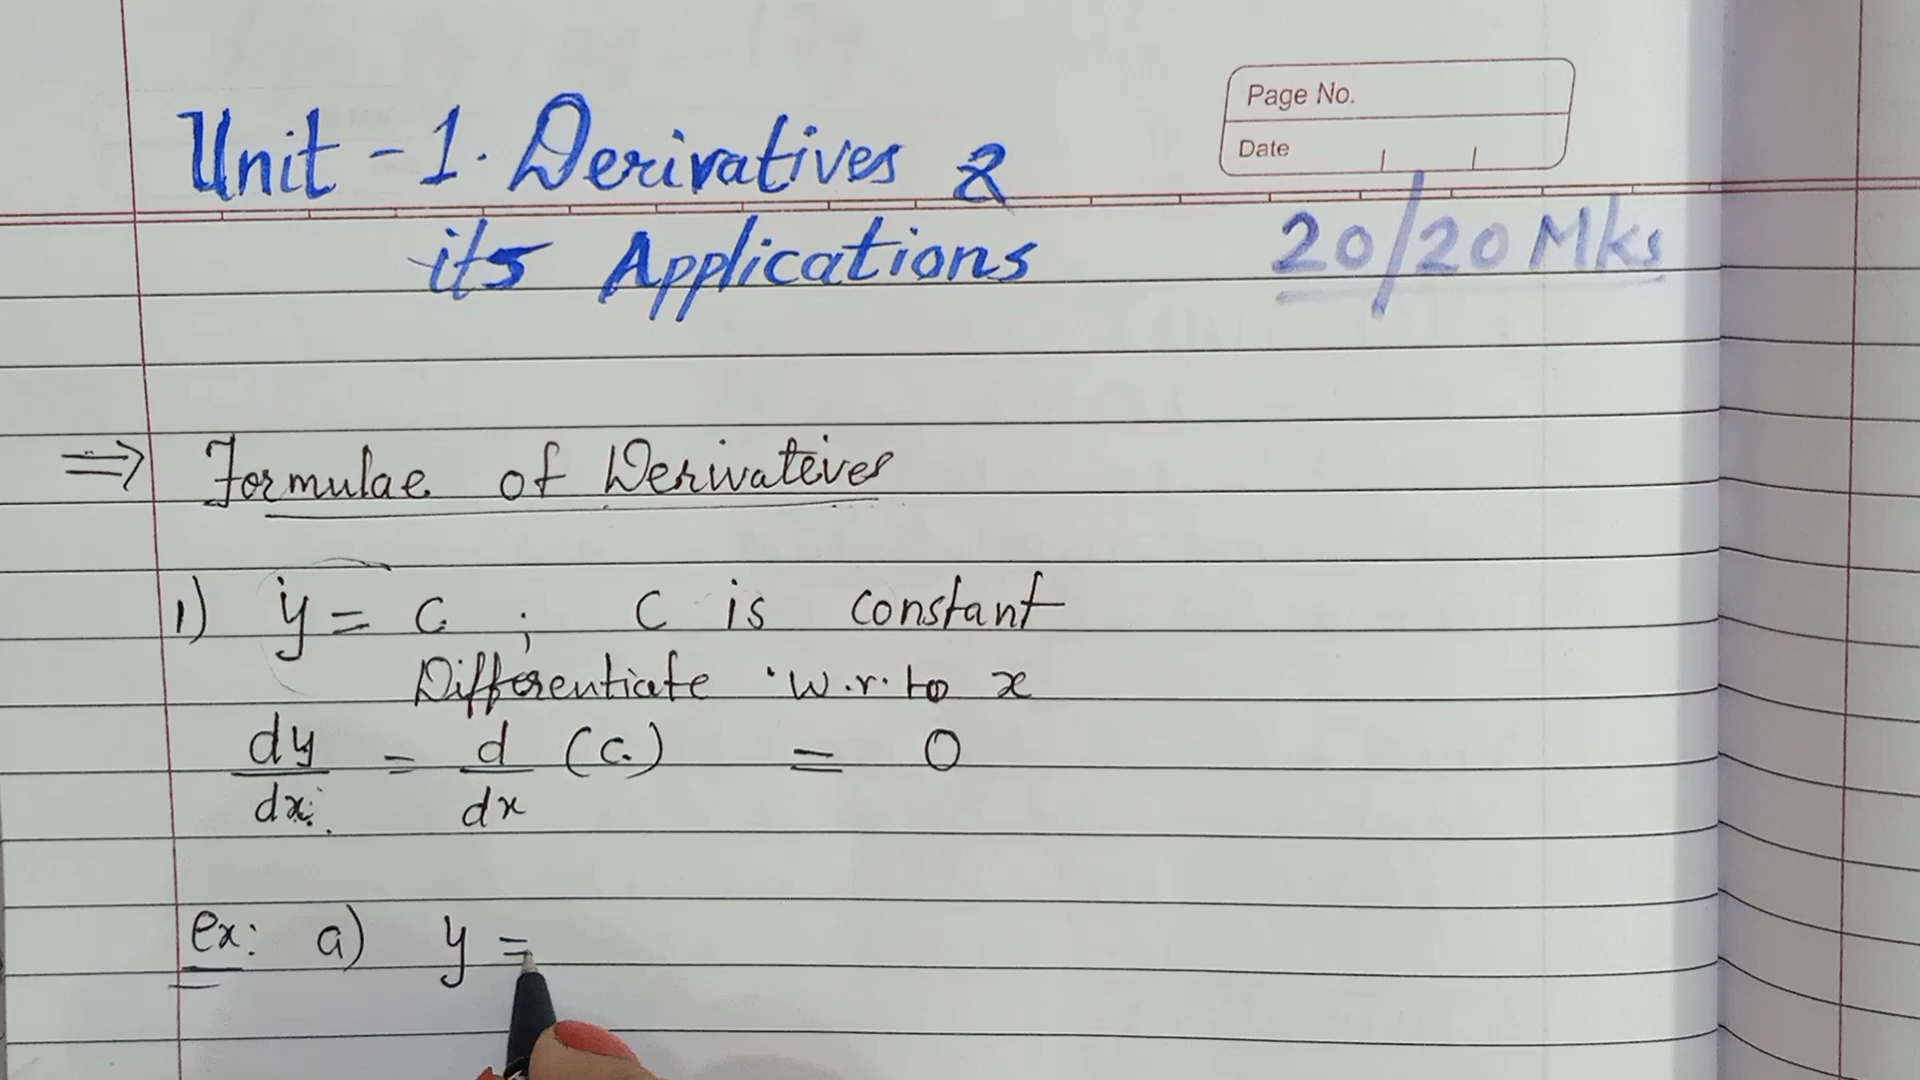 Page No.
Date
Unit - 1. Derivatives &
its Applications
20/20 Mks
⇒ Formulae of Derivatives
1) y = c ; c is constant
Differentiate w.r. to x
dy/dx = d/dx (c) = 0
ex: a) y =